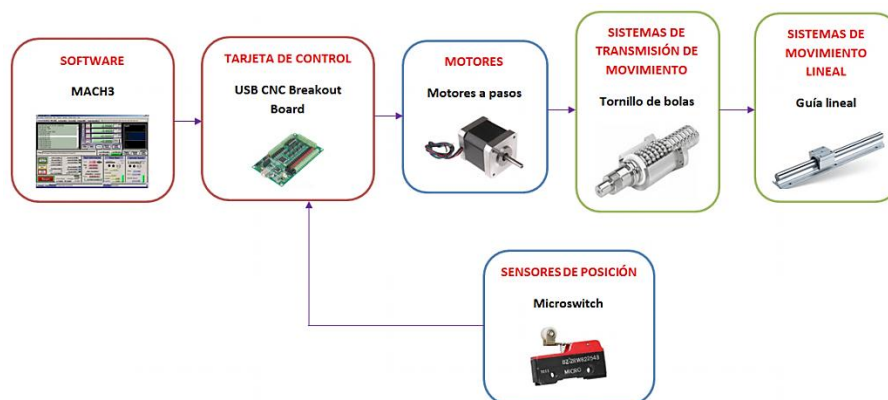 SOFTWARE
MACH3
TARJETA DE CONTROL
USB CNC Breakout
Board
MOTORES
Motores a pasos
SISTEMAS DE
TRANSMISIÓN DE
MOVIMIENTO
Tornillo de bolas
SISTEMAS DE
MOVIMIENTO
LINEAL
Guía lineal
SENSORES DE POSICIÓN
Microswitch
MICRO